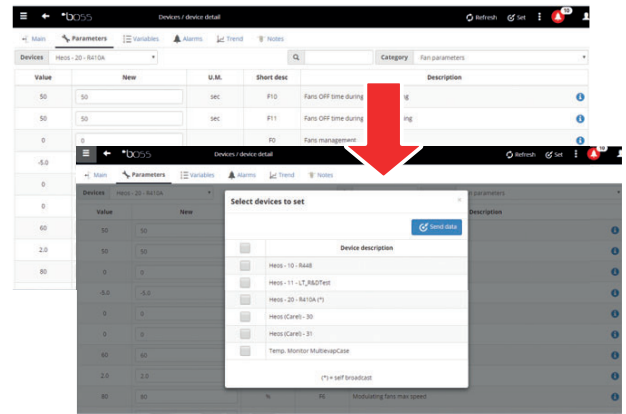 boss Devices / device detail Refresh Set 10
Main Parameters Variables Alarms Trend Notes
Devices Heos - 20 - R410A Category Fan parameters
Value New U.M. Short desc Description
50 50 sec F10 Fans OFF time during
50 50 sec F11 Fans OFF time during
0 0 F0 Fans management
-5.0
0
0
60
2.0
80
boss Devices / device detail Refresh Set 10
Main Parameters Variables Alarms Trend Notes
Devices Heos - 20 - R410A parameters
Value New Description
50 50
50 50
0 0
-5.0 -5.0
0 0
0 0
60 60
2.0 2.0
80 80 % F6 Modulating fans max speed
Select devices to set ×
Send data
Device description
Heos - 10 - R448
Heos - 11 - LT_R&DTest
Heos - 20 - R410A (*)
Heos (Carel) - 30
Heos (Carel) - 31
Temp. Monitor MultievapCase
(*) = self broadcast